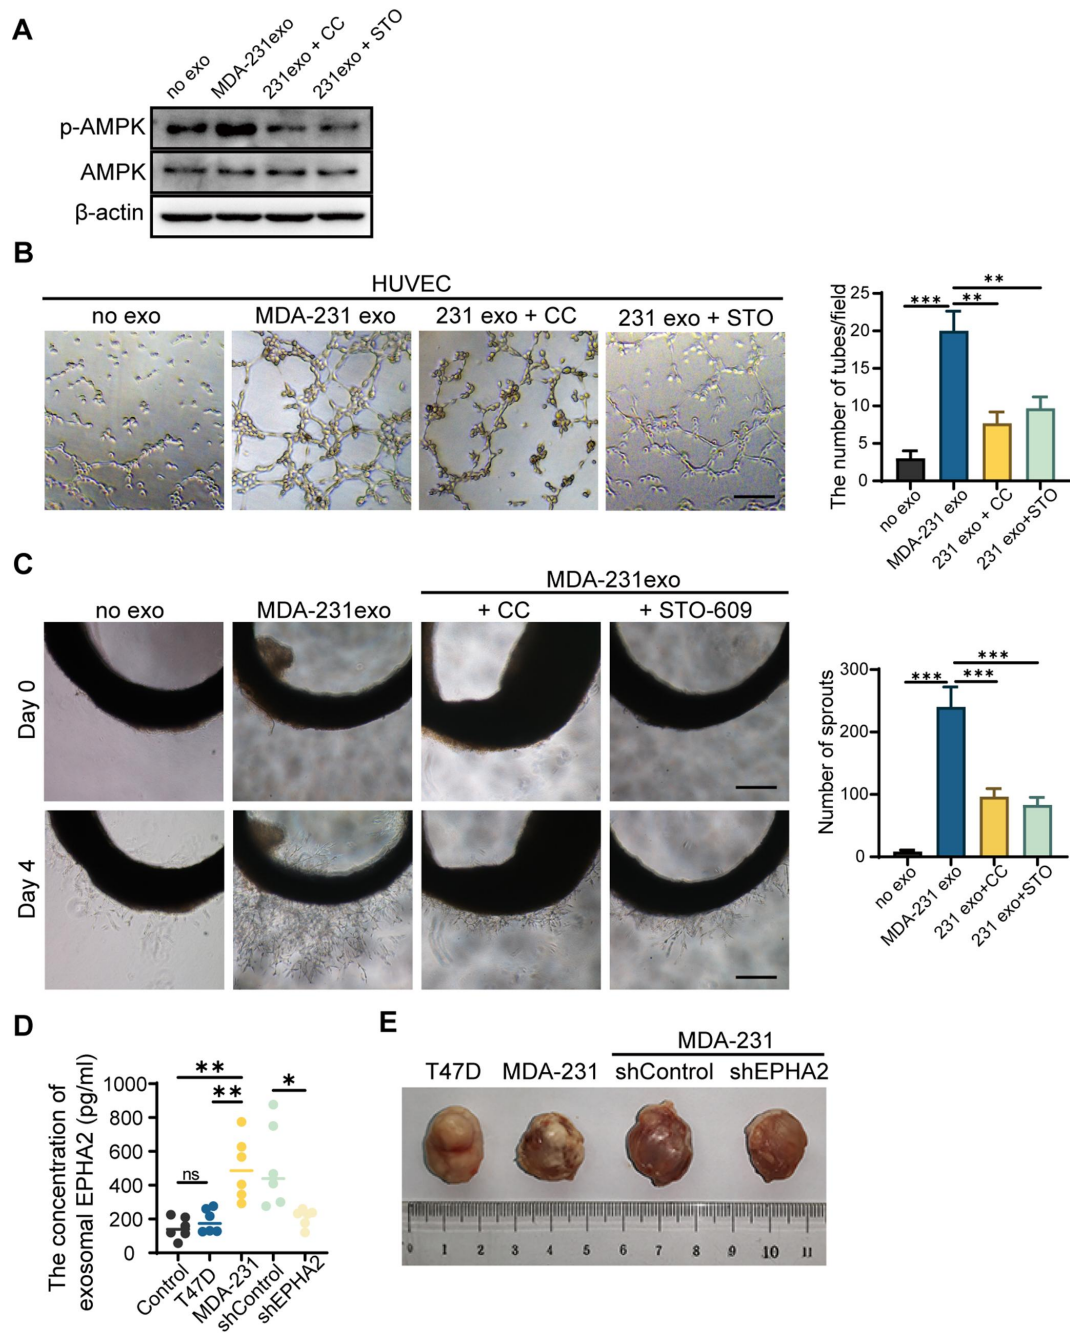 A
no exo
MDA-231exo
231exo + CC
231exo + STO
p-AMPK
AMPK
β-actin
B
HUVEC
no exo
MDA-231 exo
231 exo + CC
231 exo + STO
The number of tubes/field
25
20
15
10
5
0
***
**
**
no exo
MDA-231 exo
231 exo + CC
231 exo+STO
C
MDA-231exo
no exo
MDA-231exo
+ CC
+ STO-609
Day 0
Day 4
Number of sprouts
300
200
100
0
***
***
***
no exo
MDA-231 exo
231 exo+CC
231 exo+STO
D
The concentration of
exosomal EPHA2 (pg/ml)
1000
800
600
400
200
0
ns
**
**
*
Control
T47D
MDA-231
shControl
shEPHA2
E
MDA-231
T47D
MDA-231
shControl
shEPHA2
0 1 2 3 4 5 6 7 8 9 10 11